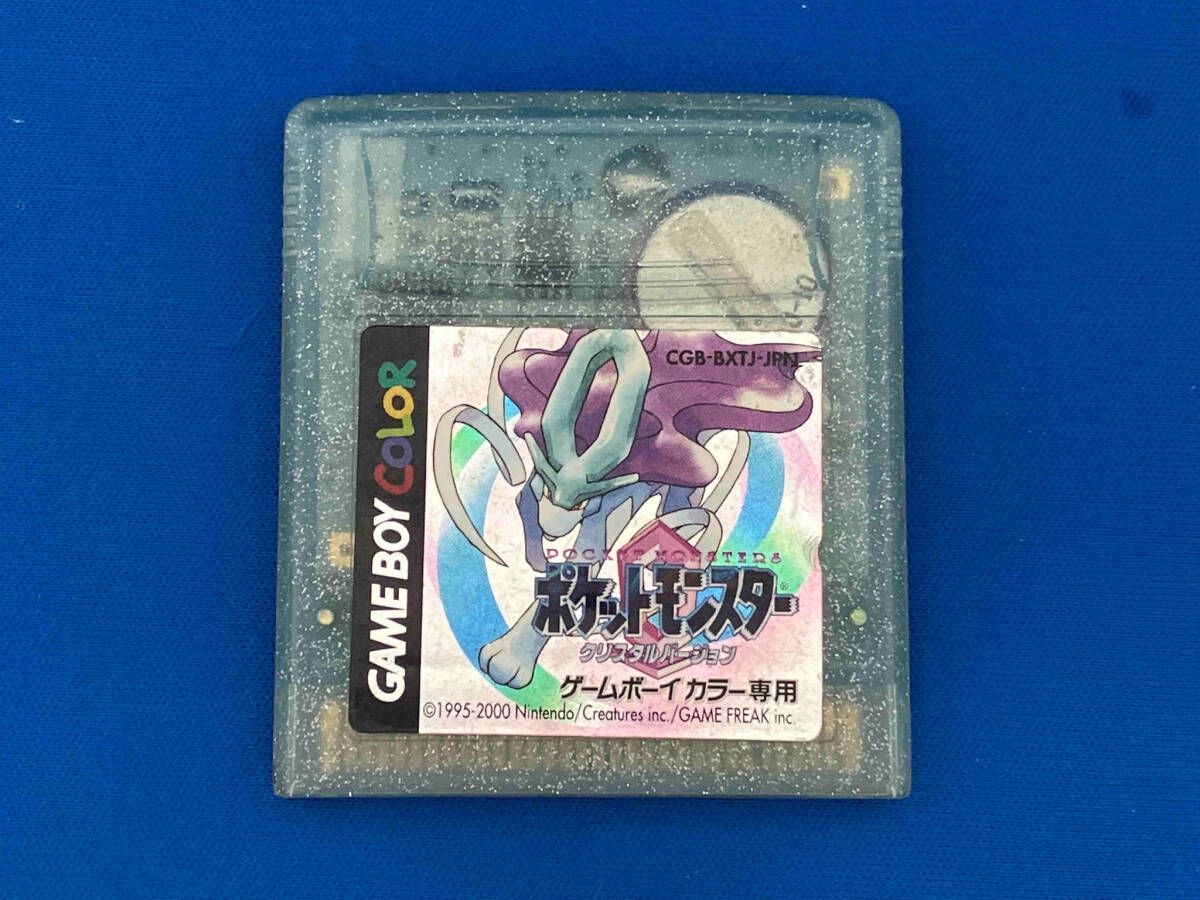 GAME BOY COLOR
CGB-BXTJ-JPN
POCKET MONSTERS
ポケットモンスター®
クリスタルバージョン
ゲームボーイカラー専用
©1995-2000 Nintendo/Creatures inc./GAME FREAK inc.